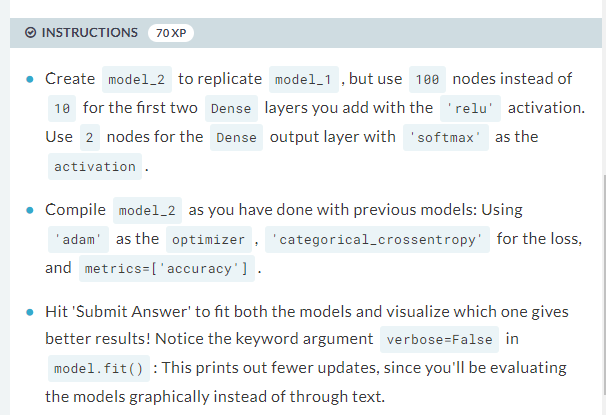 INSTRUCTIONS 70 XP
Create model_2 to replicate model_1 , but use 100 nodes instead of
10 for the first two Dense layers you add with the 'relu' activation.
Use 2 nodes for the Dense output layer with 'softmax' as the
activation .
Compile model_2 as you have done with previous models: Using
'adam' as the optimizer , 'categorical_crossentropy' for the loss,
and metrics=['accuracy'] .
Hit 'Submit Answer' to fit both the models and visualize which one gives
better results! Notice the keyword argument verbose=False in
model.fit() : This prints out fewer updates, since you'll be evaluating
the models graphically instead of through text.